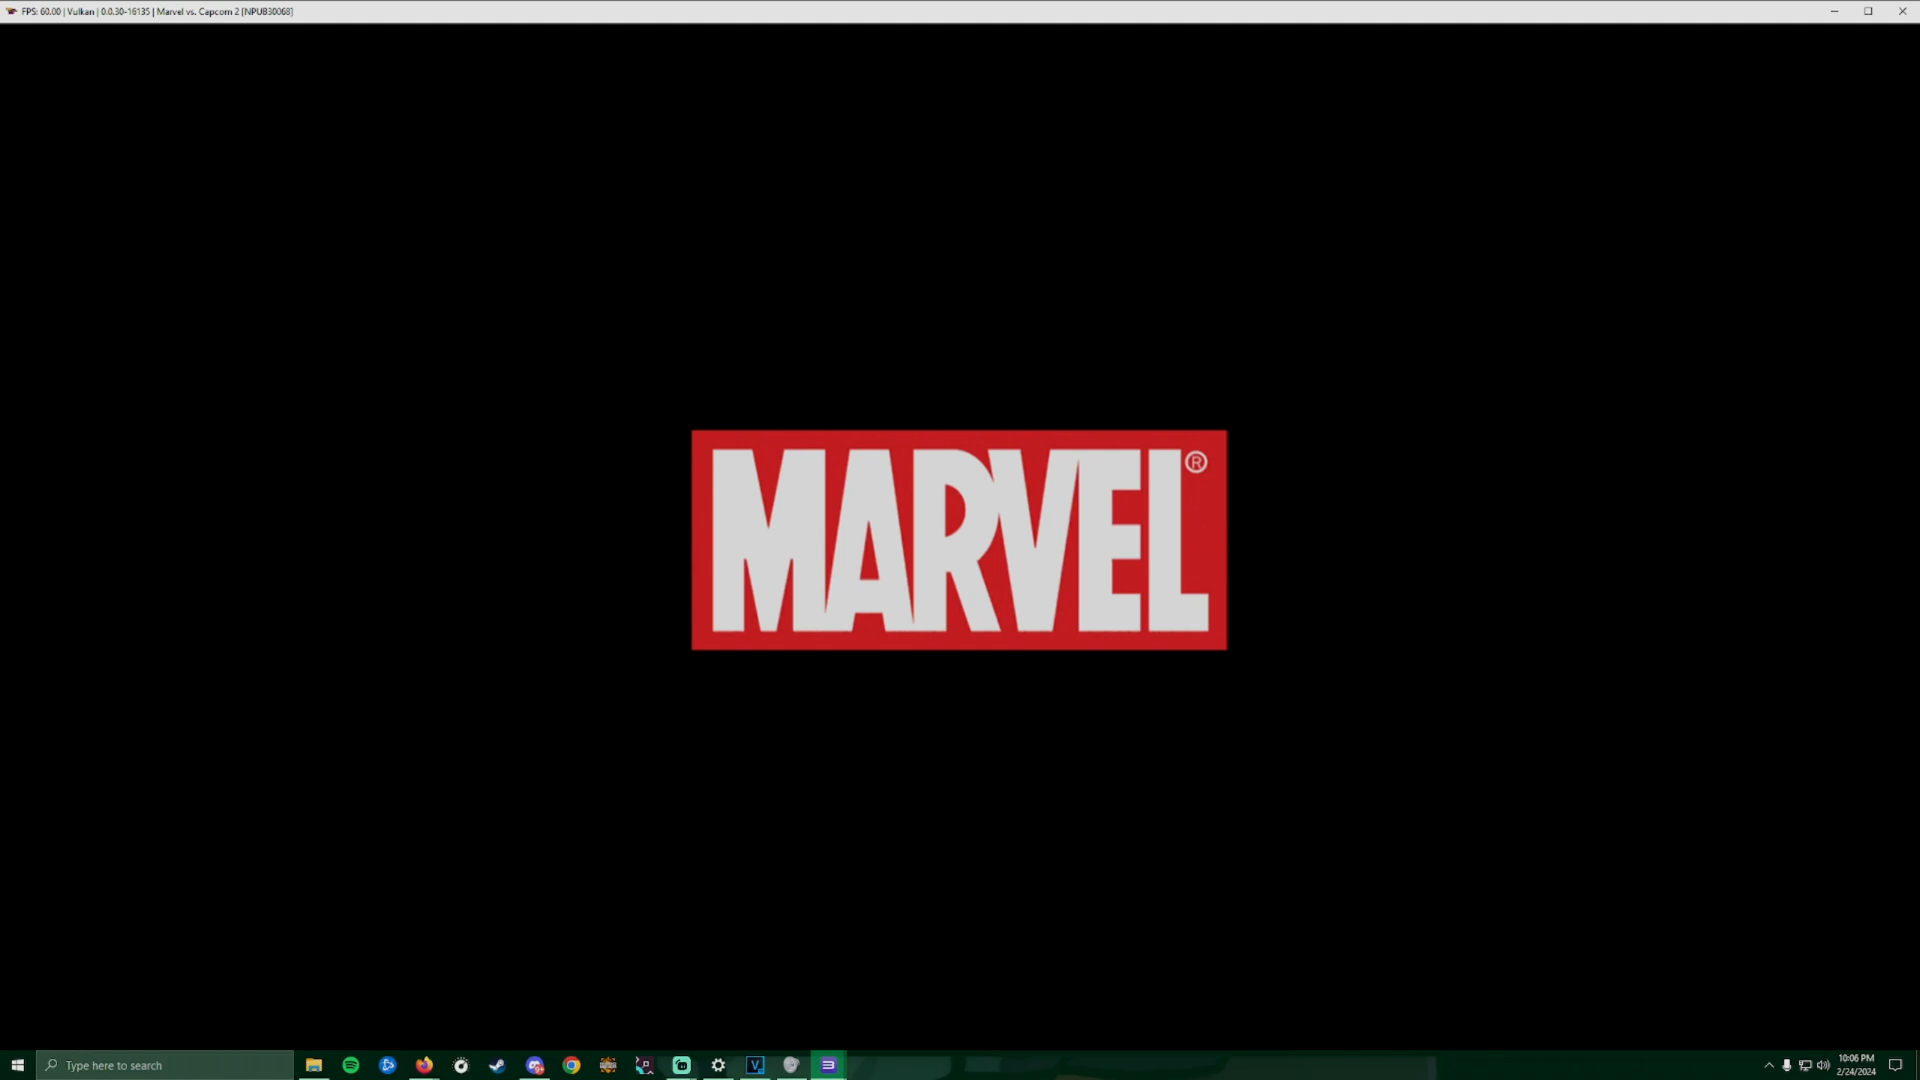 FPS: 60.00 | Vulkan | 0.0.30-16135 | Marvel vs. Capcom 2 [NPUB30068]
MARVEL®
Type here to search
10:06 PM
2/24/2024